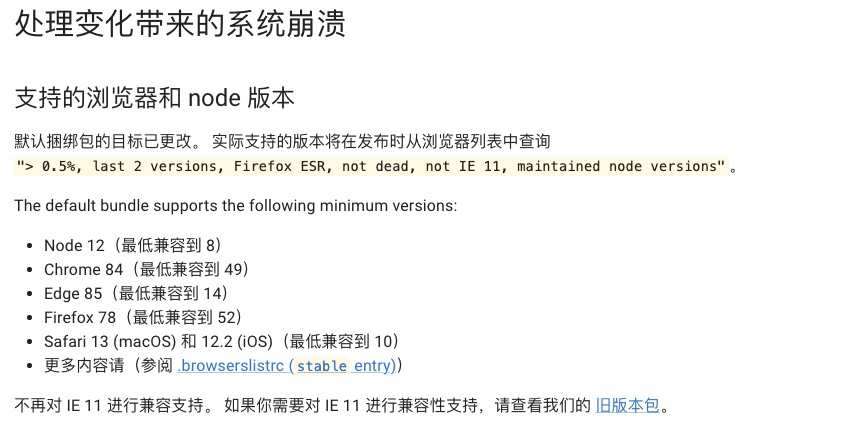 处理变化带来的系统崩溃
支持的浏览器和 node 版本
默认捆绑包的目标已更改。 实际支持的版本将在发布时从浏览器列表中查询
"> 0.5%, last 2 versions, Firefox ESR, not dead, not IE 11, maintained node versions"。
The default bundle supports the following minimum versions:
• Node 12（最低兼容到 8）
• Chrome 84（最低兼容到 49）
• Edge 85（最低兼容到 14）
• Firefox 78（最低兼容到 52）
• Safari 13 (macOS) 和 12.2 (iOS)（最低兼容到 10）
• 更多内容请（参阅 .browserslistrc (stable entry)）
不再对 IE 11 进行兼容支持。 如果你需要对 IE 11 进行兼容性支持，请查看我们的 旧版本包。